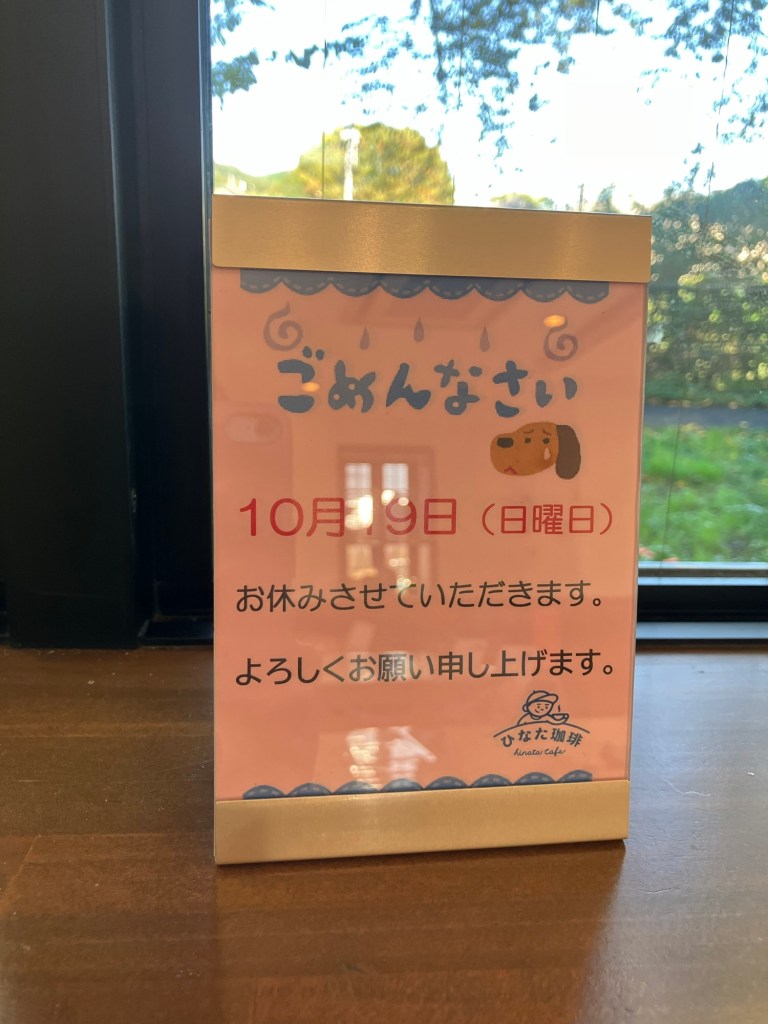 ごめんなさい
10月19日（日曜日）
お休みさせていただきます。
よろしくお願い申し上げます。
ひなた珈琲
hinata cafe